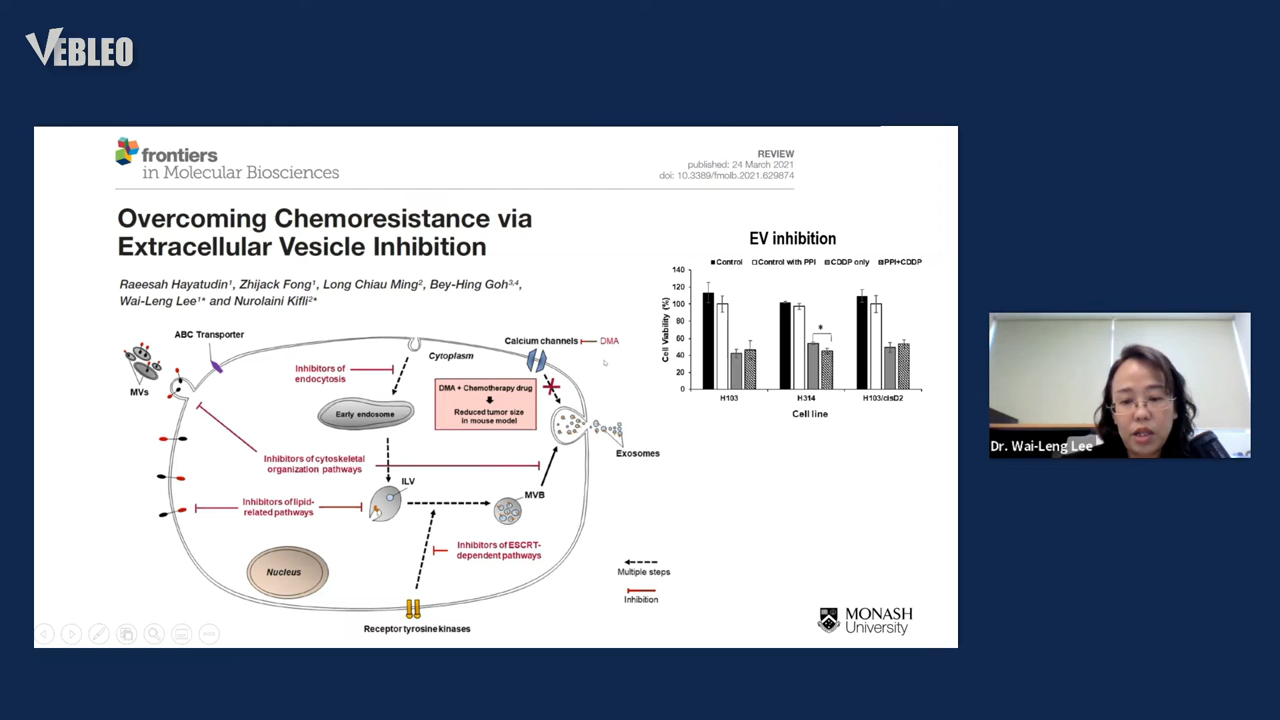 VEBLEO
frontiers
in Molecular Biosciences
REVIEW
published: 24 March 2021
doi: 10.3389/fmolb.2021.629874
Overcoming Chemoresistance via
Extracellular Vesicle Inhibition
Raeesah Hayatudin1, Zhijack Fong1, Long Chiau Ming2, Bey-Hing Goh3,4,
Wai-Leng Lee1* and Nurolaini Kifli2*
ABC Transporter
MVs
Inhibitors of
endocytosis
Cytoplasm
Calcium channels
DMA
Early endosome
DMA + Chemotherapy drug
Reduced tumor size
in mouse model
Exosomes
Inhibitors of cytoskeletal
organization pathways
ILV
MVB
Inhibitors of lipid-
related pathways
Inhibitors of ESCRT-
dependent pathways
Nucleus
Receptor tyrosine kinases
Multiple steps
Inhibition
EV inhibition
Control
Control with PPI
CDDP only
PPI+CDDP
Cell Viability (%)
140
120
100
80
60
40
20
0
*
H103
H314
H103/cisD2
Cell line
MONASH
University
Dr. Wai-Leng Lee